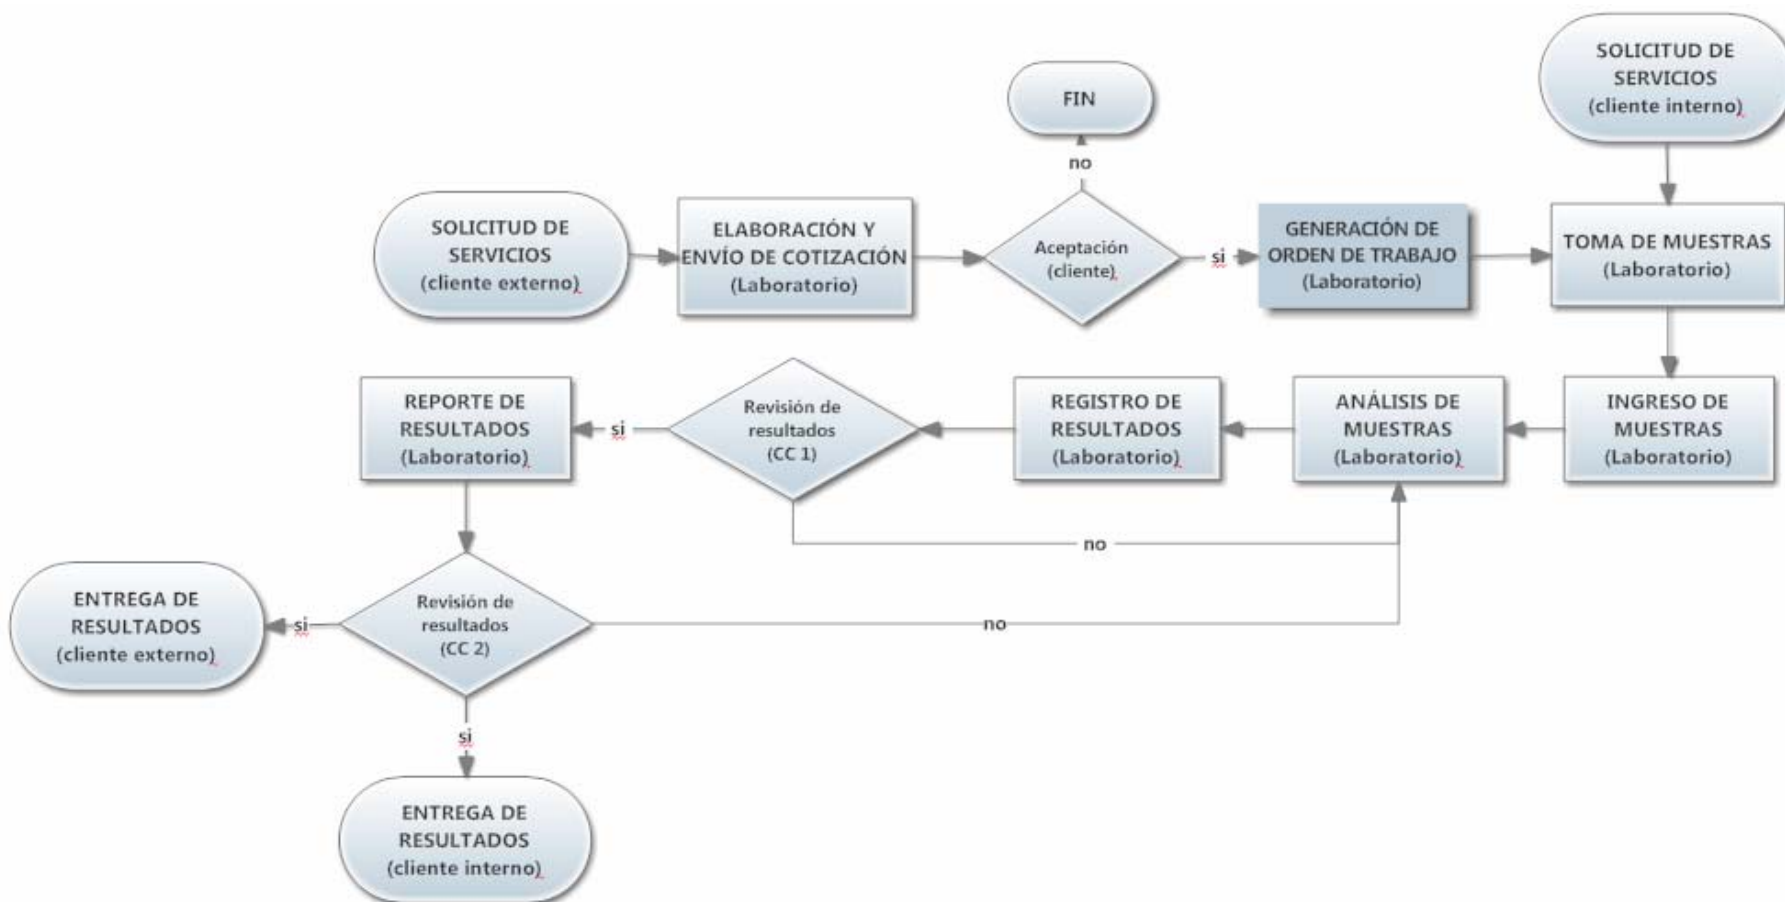 SOLICITUD DE
SERVICIOS
(cliente interno)
FIN
no
SOLICITUD DE
SERVICIOS
(cliente externo)
ELABORACIÓN Y
ENVÍO DE COTIZACIÓN
(Laboratorio)
Aceptación
(cliente)
si
GENERACIÓN DE
ORDEN DE TRABAJO
(Laboratorio)
TOMA DE MUESTRAS
(Laboratorio)
INGRESO DE
MUESTRAS
(Laboratorio)
ANÁLISIS DE
MUESTRAS
(Laboratorio)
REGISTRO DE
RESULTADOS
(Laboratorio)
Revisión de
resultados
(CC 1)
si
no
REPORTE DE
RESULTADOS
(Laboratorio)
Revisión de
resultados
(CC 2)
no
si
ENTREGA DE
RESULTADOS
(cliente externo)
si
ENTREGA DE
RESULTADOS
(cliente interno)